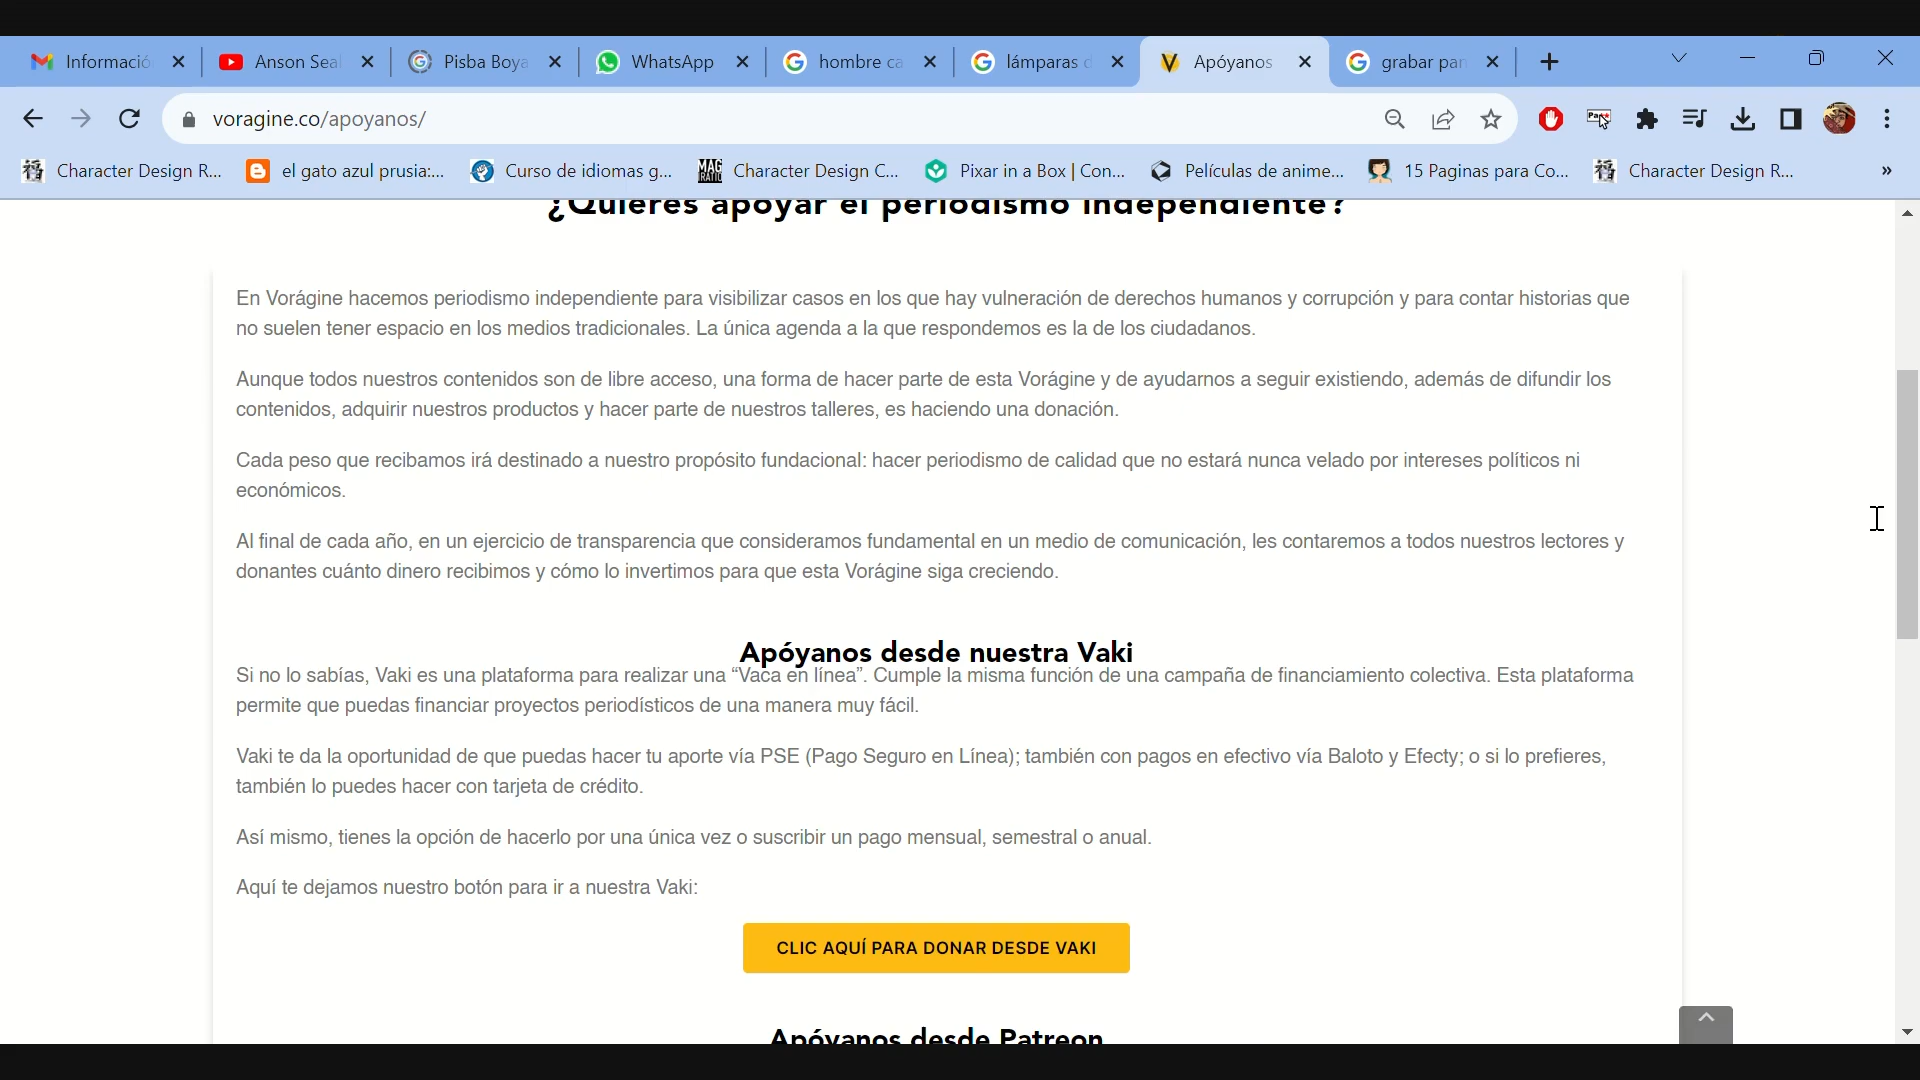 Informació
Anson Seal
Pisba Boya
WhatsApp
hombre ca
lámparas d
Apóyanos
grabar pan
voragine.co/apoyanos/
Character Design R...
el gato azul prusia:...
Curso de idiomas g...
MAG
Character Design C...
Pixar in a Box | Con...
Películas de anime...
15 Paginas para Co...
Character Design R...
»
¿Quieres apoyar el periodismo independiente?
En Vorágine hacemos periodismo independiente para visibilizar casos en los que hay vulneración de derechos humanos y corrupción y para contar historias que
no suelen tener espacio en los medios tradicionales. La única agenda a la que respondemos es la de los ciudadanos.
Aunque todos nuestros contenidos son de libre acceso, una forma de hacer parte de esta Vorágine y de ayudarnos a seguir existiendo, además de difundir los
contenidos, adquirir nuestros productos y hacer parte de nuestros talleres, es haciendo una donación.
Cada peso que recibamos irá destinado a nuestro propósito fundacional: hacer periodismo de calidad que no estará nunca velado por intereses políticos ni
económicos.
Al final de cada año, en un ejercicio de transparencia que consideramos fundamental en un medio de comunicación, les contaremos a todos nuestros lectores y
donantes cuánto dinero recibimos y cómo lo invertimos para que esta Vorágine siga creciendo.
Apóyanos desde nuestra Vaki
Si no lo sabías, Vaki es una plataforma para realizar una “Vaca en línea”. Cumple la misma función de una campaña de financiamiento colectiva. Esta plataforma
permite que puedas financiar proyectos periodísticos de una manera muy fácil.
Vaki te da la oportunidad de que puedas hacer tu aporte vía PSE (Pago Seguro en Línea); también con pagos en efectivo vía Baloto y Efecty; o si lo prefieres,
también lo puedes hacer con tarjeta de crédito.
Así mismo, tienes la opción de hacerlo por una única vez o suscribir un pago mensual, semestral o anual.
Aquí te dejamos nuestro botón para ir a nuestra Vaki:
CLIC AQUÍ PARA DONAR DESDE VAKI
Apóyanos desde Patreon